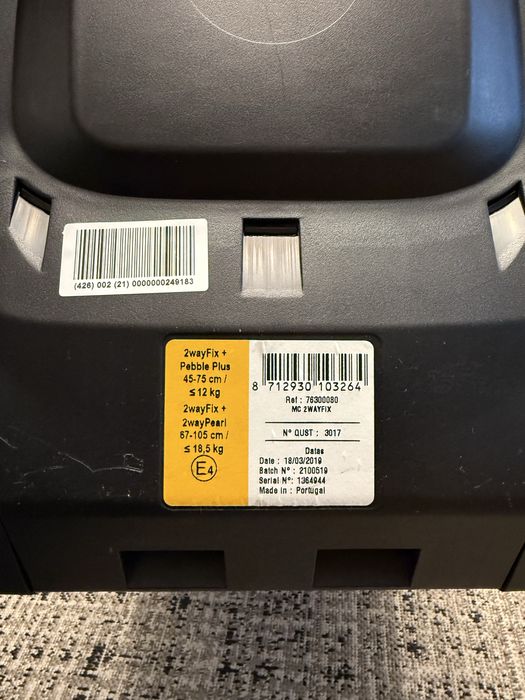 (426) 002 (21) 0000000249183
2wayFix +
Pebble Plus
45-75 cm /
≤ 12 kg
2wayFix +
2wayPearl
67-105 cm /
≤ 18,5 kg
E4
8 712930 103264
Ref : 76300080
MC 2WAYFIX
N° QUST : 3017
Datas
Date : 18/03/2019
Batch N° : 2100519
Serial N°: 1364944
Made in : Portugal